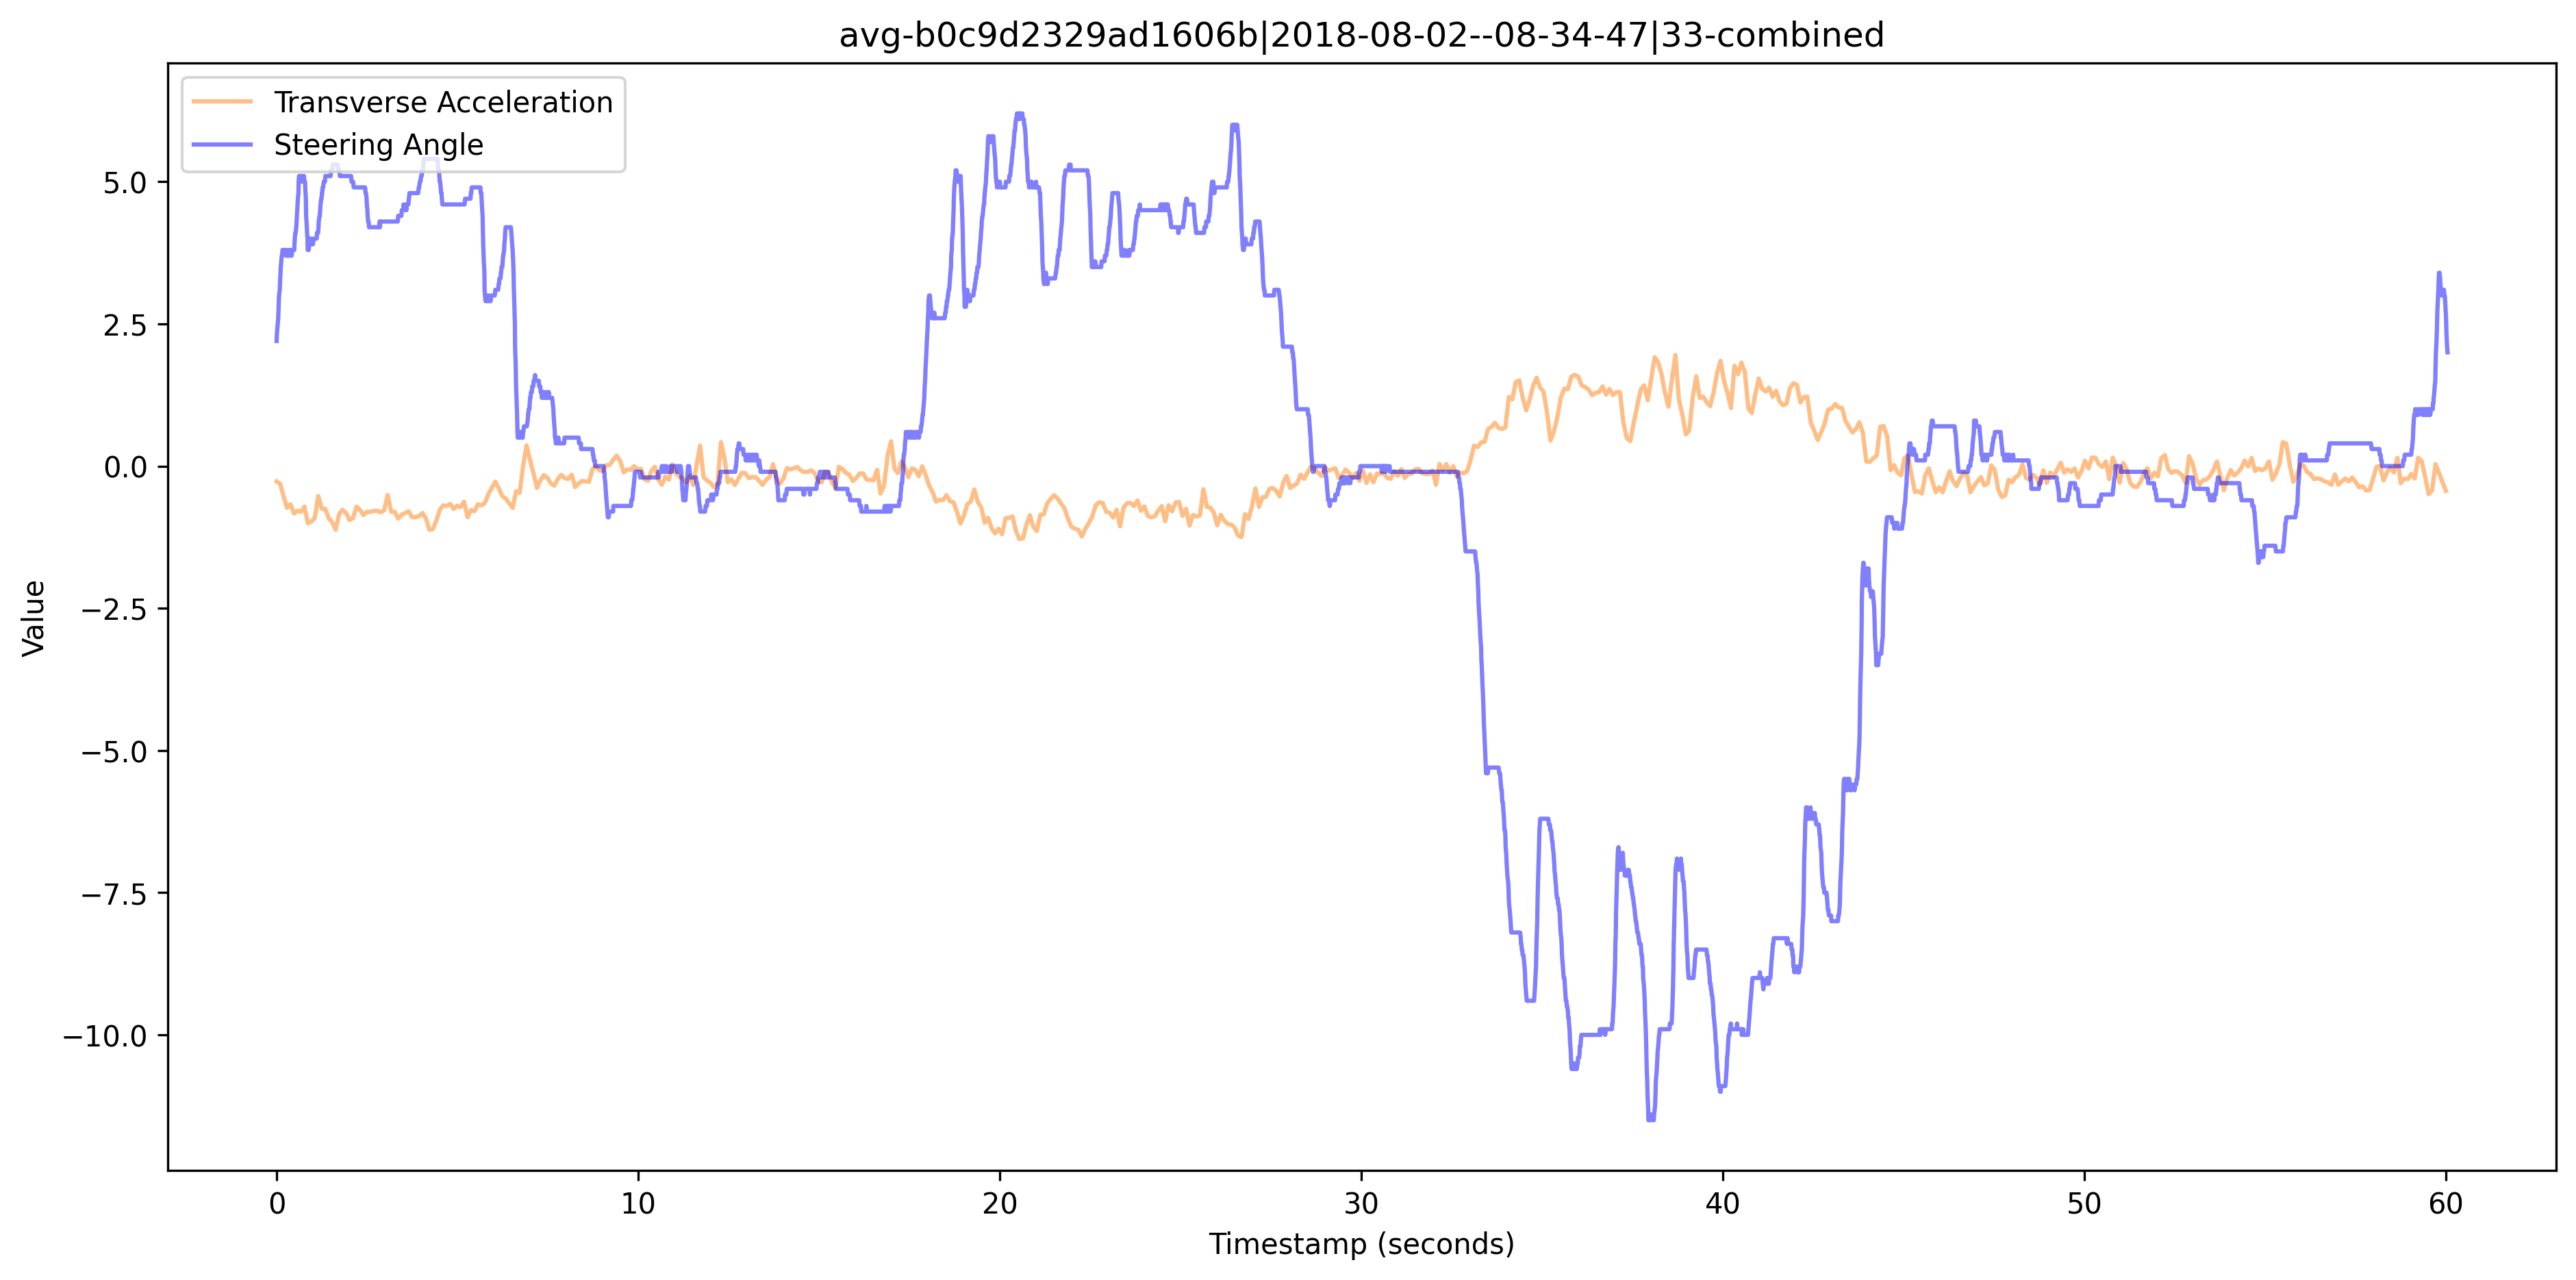 avg-b0c9d2329ad1606b|2018-08-02--08-34-47|33-combined
Transverse Acceleration
Steering Angle
5.0
2.5
0.0
−2.5
−5.0
−7.5
−10.0
Value
0 10 20 30 40 50 60
Timestamp (seconds)